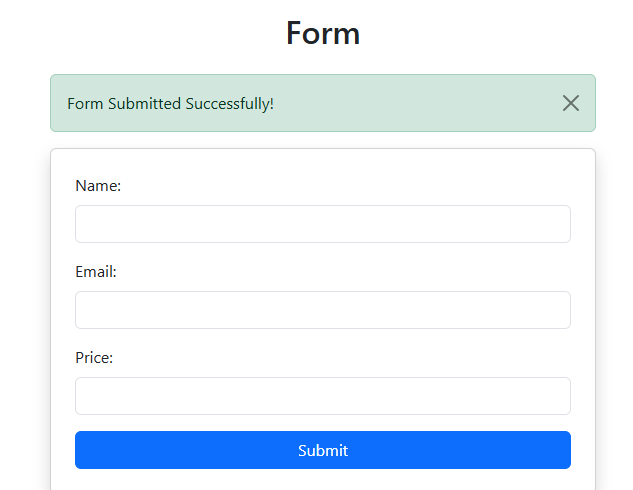 Form
Form Submitted Successfully!
Name:
Email:
Price:
Submit